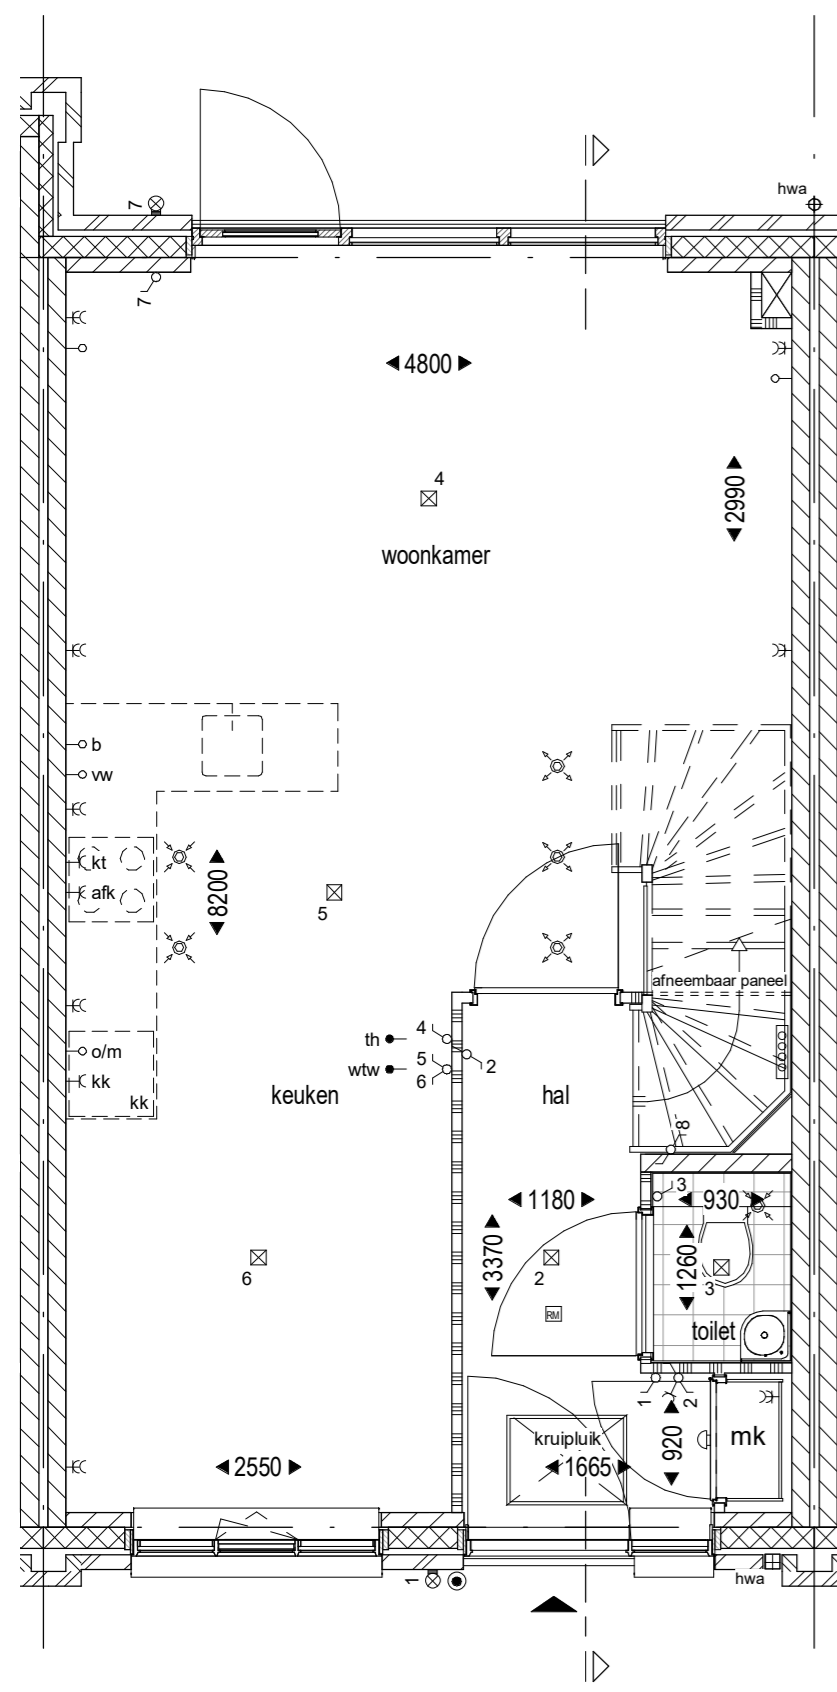 hwa
7
7
4800
4
2990
woonkamer
b
vw
kt
afk
8200
5
afneembaar paneel
th
4
2
wtw
5
6
o/m
kk
kk
keuken
hal
8
3
930
1180
3370
1260
6
2
3
RM
toilet
1
2
kruipluik
920
mk
2550
1665
1
hwa